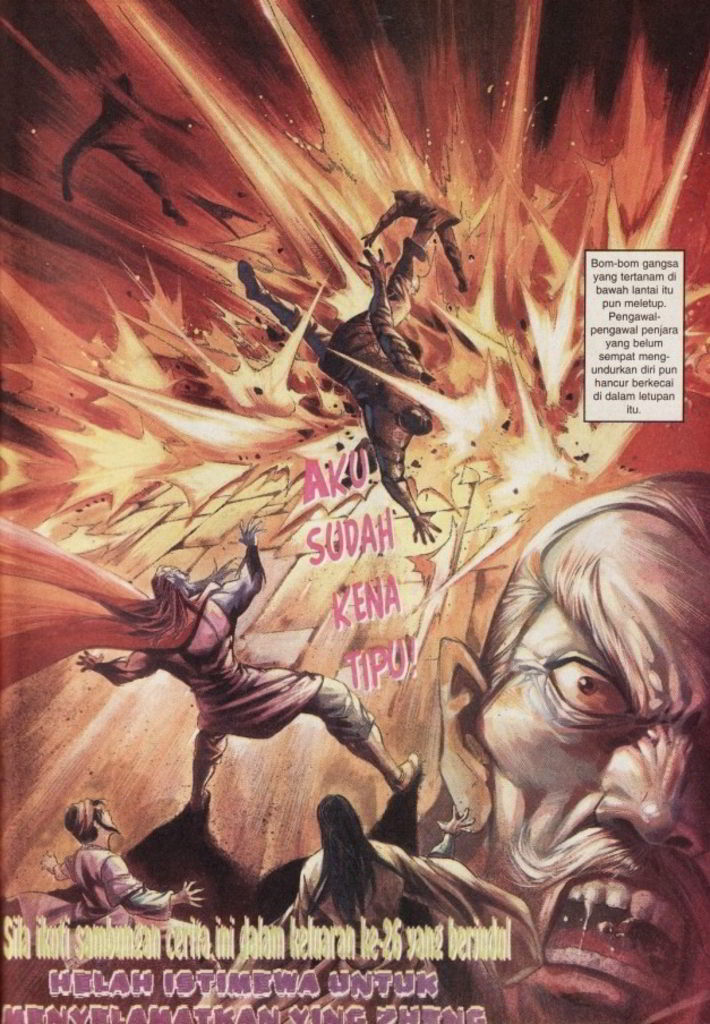 Bom-bom gangsa
yang tertanam di
bawah lantai itu
pun meletup.
Pengawal-
pengawal penjara
yang belum
sempat meng-
undurkan diri pun
hancur berkecai
di dalam letupan
itu.
AKU
SUDAH
KENA
TIPU!
Sila ikuti sambungan cerita ini dalam keluaran ke-26 yang berjudul
HELAH ISTIMEWA UNTUK
MENYELAMATKAN YING ZHENG